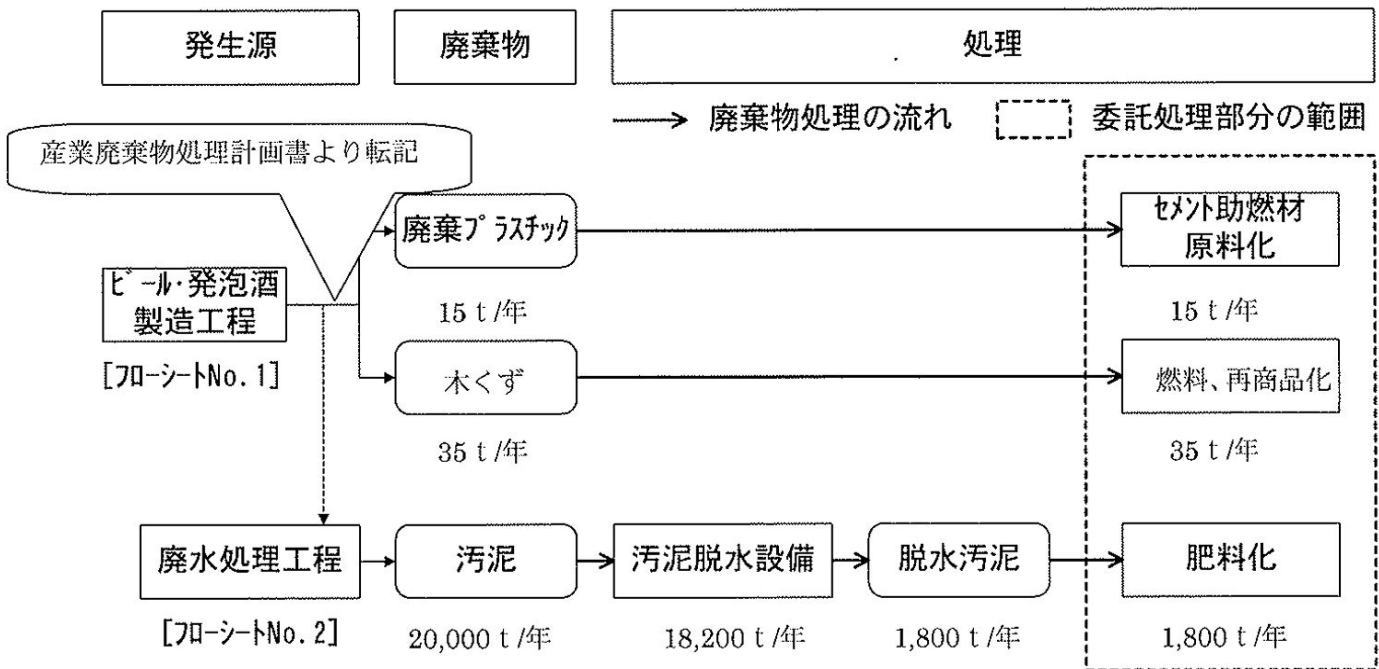 発生源
廃棄物
処理
廃棄物処理の流れ
委託処理部分の範囲
産業廃棄物処理計画書より転記
廃棄プラスチック
セメント助燃材
原料化
ビール・発泡酒
製造工程
15 t /年
15 t /年
[フローシートNo. 1]
木くず
燃料、再商品化
35 t /年
35 t /年
廃水処理工程
汚泥
汚泥脱水設備
脱水汚泥
肥料化
[フローシートNo. 2]
20,000 t /年
18,200 t /年
1,800 t /年
1,800 t /年